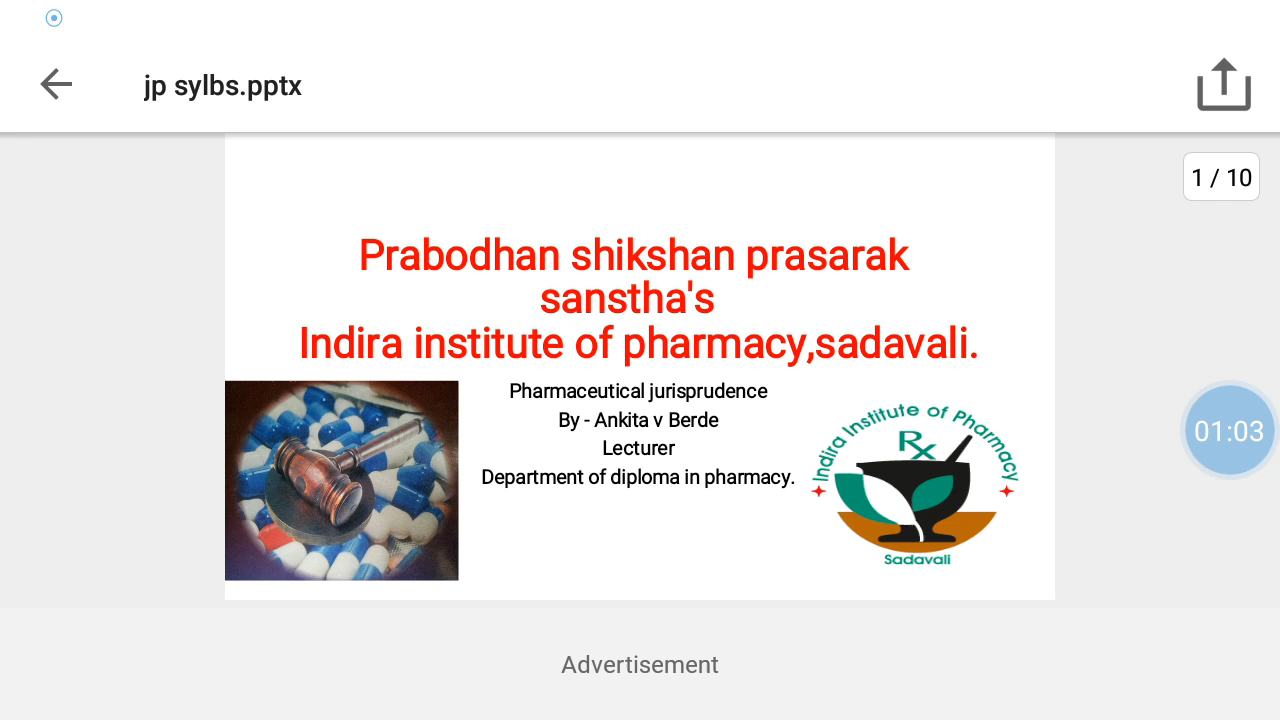 jp sylbs.pptx
1 / 10
Prabodhan shikshan prasarak
sanstha's
Indira institute of pharmacy,sadavali.
Pharmaceutical jurisprudence
By - Ankita v Berde
Lecturer
Department of diploma in pharmacy.
Indira Institute of Pharmacy
Rx
Sadavali
01:03
Advertisement